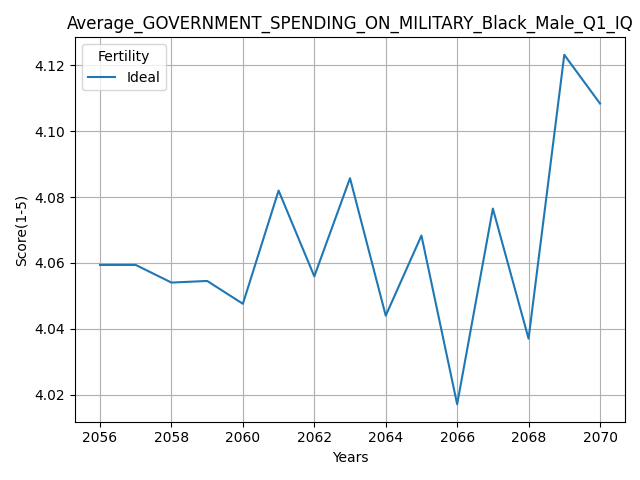 Average_GOVERNMENT_SPENDING_ON_MILITARY_Black_Male_Q1_IQ
Fertility
Ideal
Score(1-5)
4.12
4.10
4.08
4.06
4.04
4.02
2056 2058 2060 2062 2064 2066 2068 2070
Years